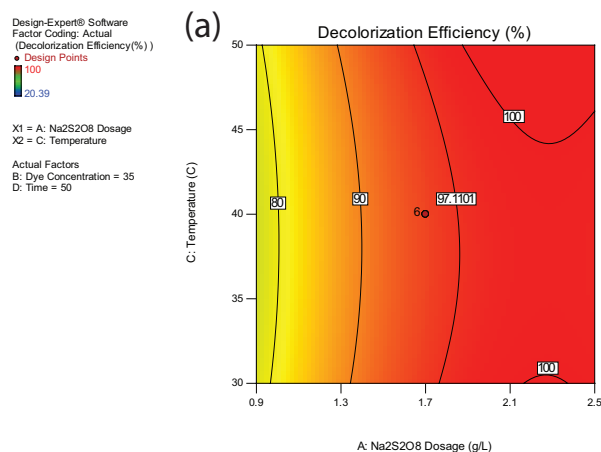 Design-Expert® Software
Factor Coding: Actual
(Decolorization Efficiency(%) )
Design Points
100
20.39
X1 = A: Na2S2O8 Dosage
X2 = C: Temperature
Actual Factors
B: Dye Concentration = 35
D: Time = 50
(a)
Decolorization Efficiency (%)
C: Temperature (C)
50
45
40
35
30
0.9
1.3
1.7
2.1
2.5
A: Na2S2O8 Dosage (g/L)
80
90
97.1101
100
100
6